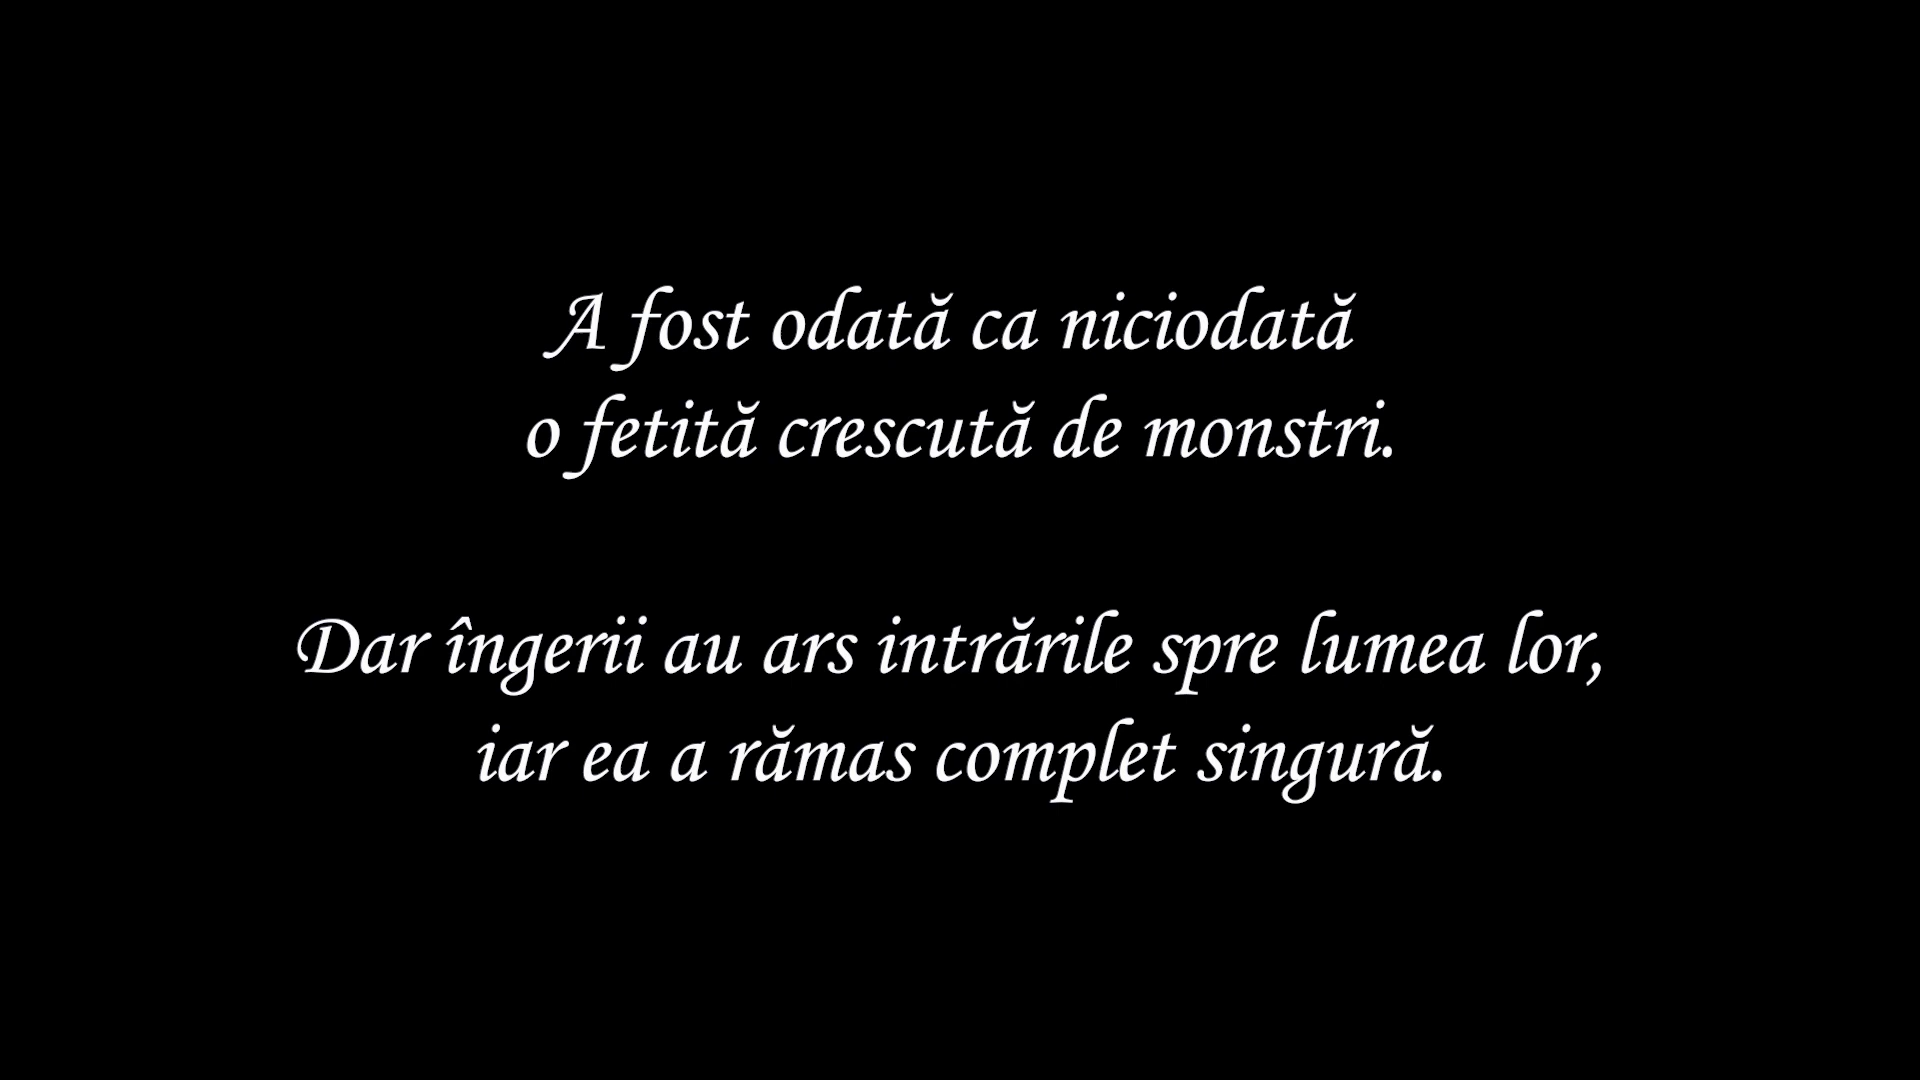 A fost odată ca niciodată
o fetită crescută de monstri.
Dar îngerii au ars intrările spre lumea lor,
iar ea a rămas complet singură.